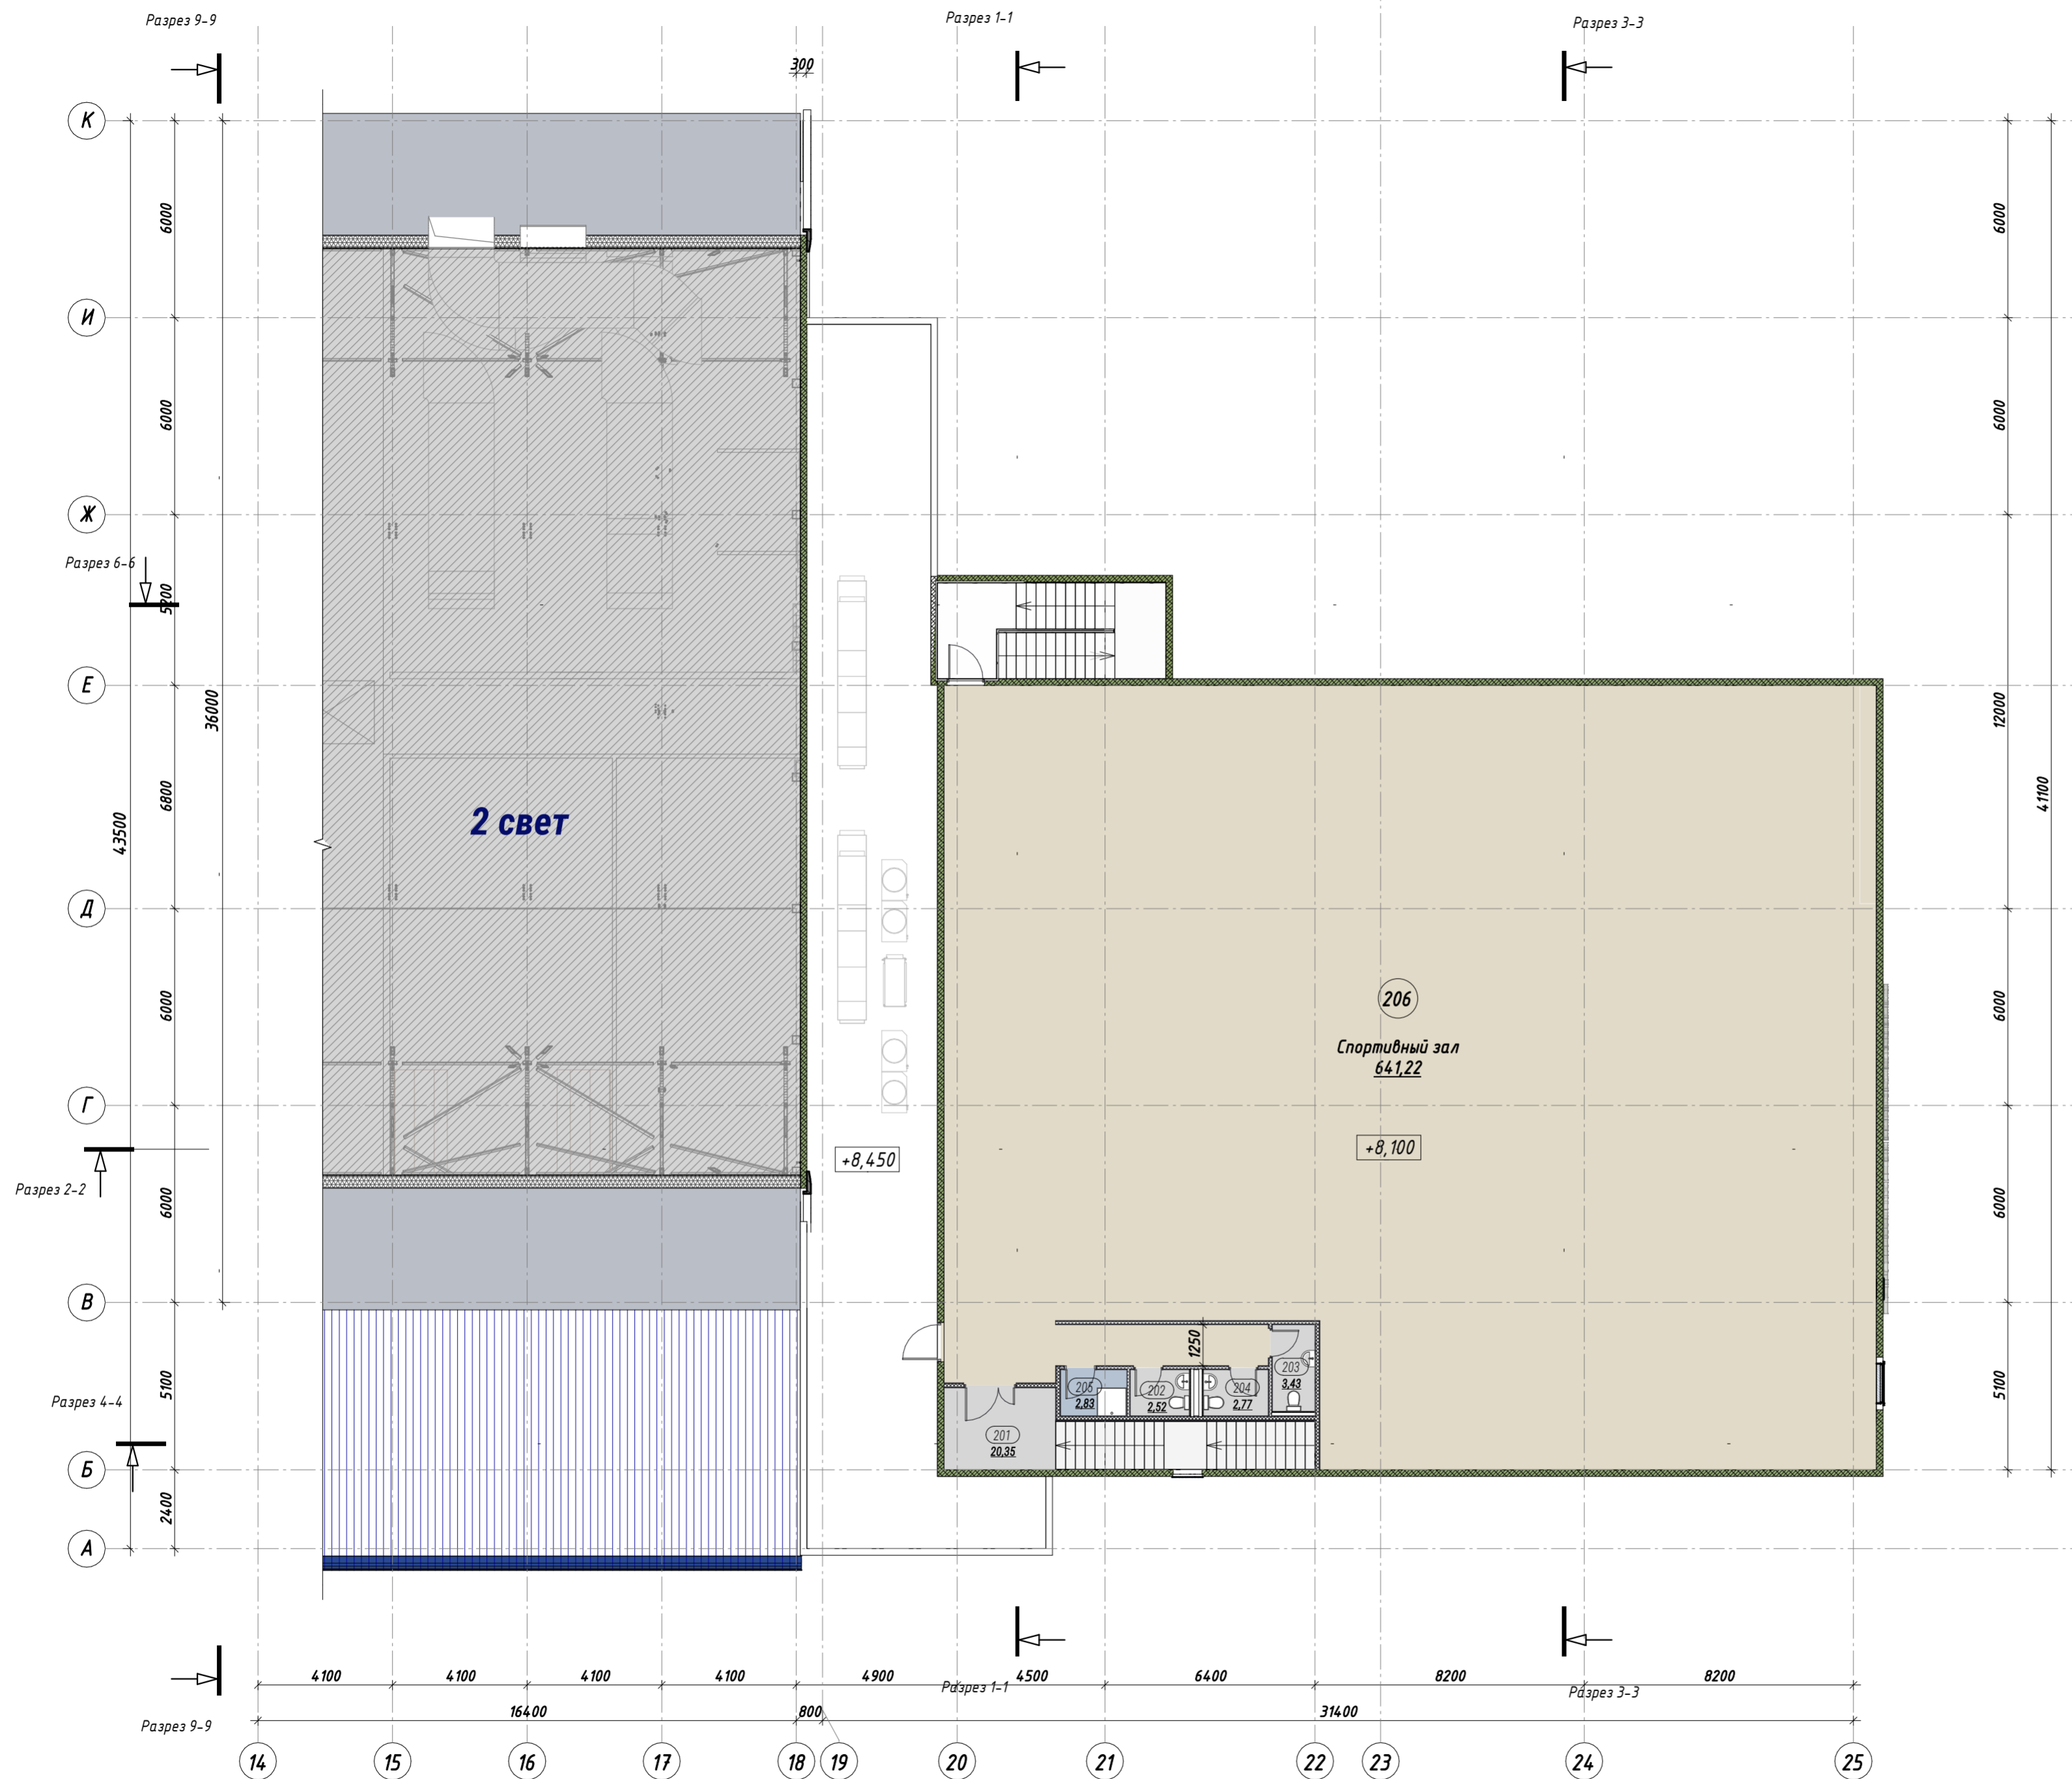 Разрез 9-9
Разрез 1-1
Разрез 3-3
300
К
6000
6000
И
6000
6000
Ж
Разрез 6-6
5200
Е
36000
12000
6800
43500
2 свет
41100
Д
206
Спортивный зал
641,22
6000
6000
Г
+8,100
+8,450
Разрез 2-2
6000
6000
В
1250
203
3,43
205
2,83
202
2,52
204
2,77
5100
5100
Разрез 4-4
201
20,35
Б
2400
А
4100
4100
4100
4100
4900
4500
6400
8200
8200
Разрез 1-1
Разрез 3-3
16400
800
31400
Разрез 9-9
14
15
16
17
18
19
20
21
22
23
24
25